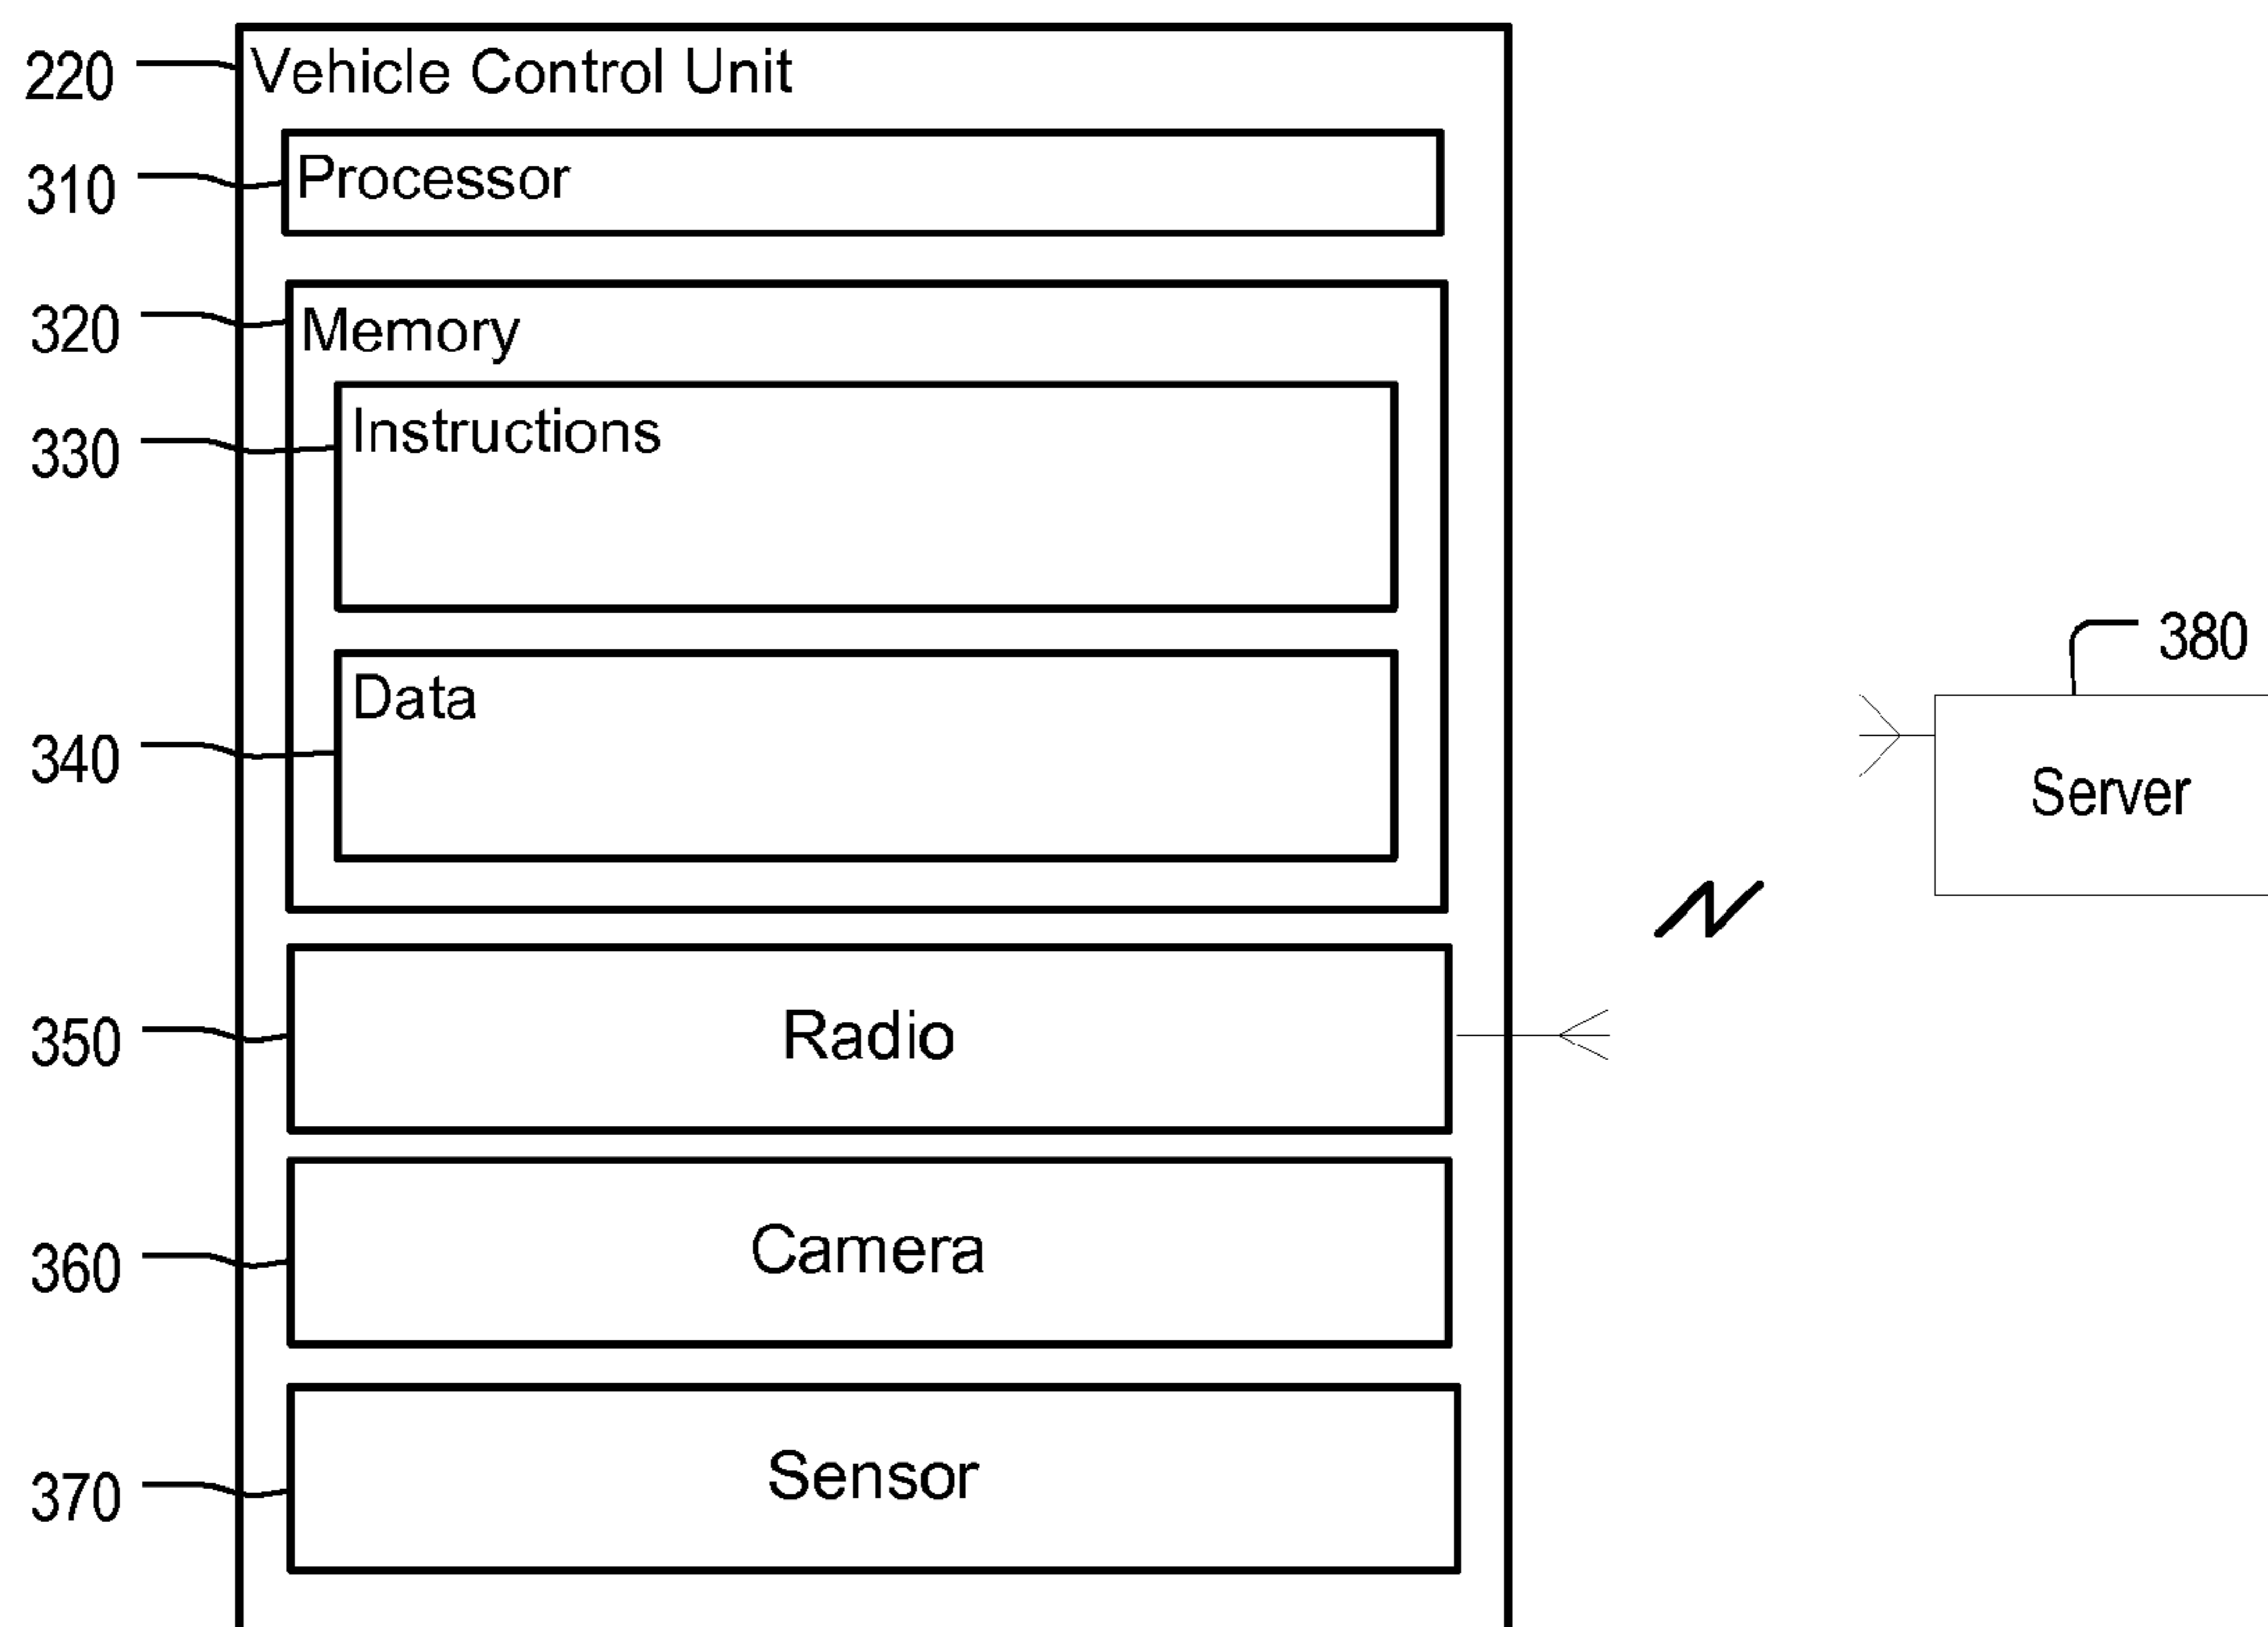 220 Vehicle Control Unit
310 Processor
320 Memory
330 Instructions
380
340 Data
Server
350 Radio
360 Camera
370 Sensor